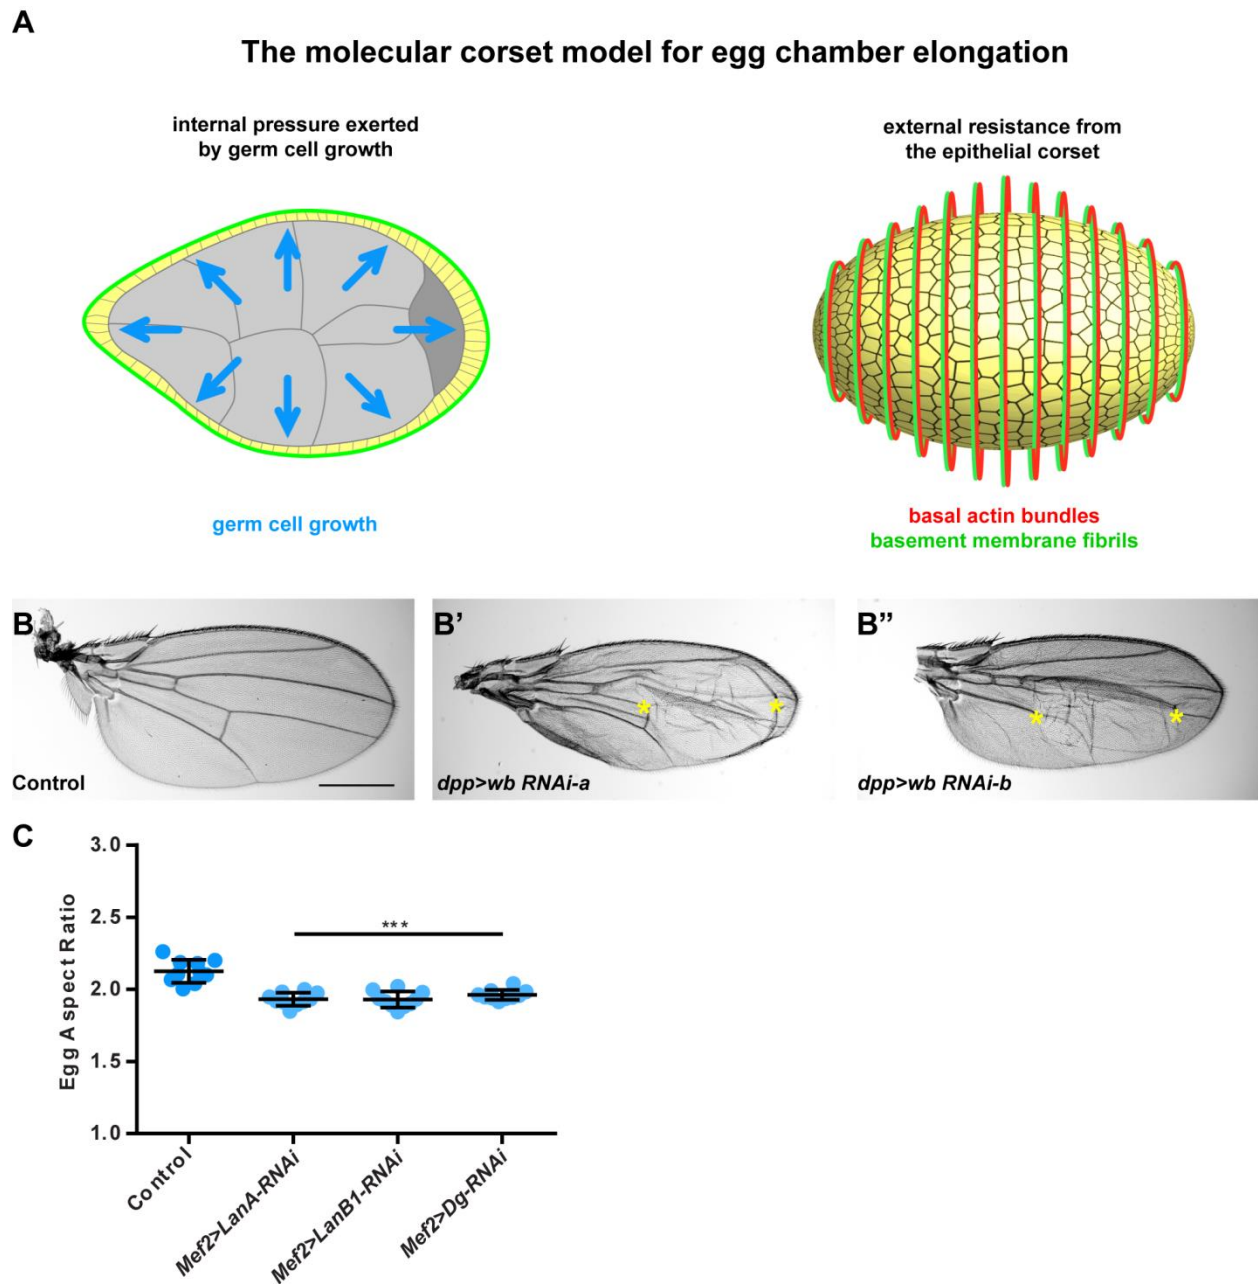 A
The molecular corset model for egg chamber elongation
internal pressure exerted
by germ cell growth
external resistance from
the epithelial corset
germ cell growth
basal actin bundles
basement membrane fibrils
B
Control
B’
*
*
dpp>wb RNAi-a
B”
*
*
dpp>wb RNAi-b
C
Egg Aspect Ratio
3.0
2.5
2.0
1.5
1.0
***
Control
Mef2>LanA-RNAi
Mef2>LanB1-RNAi
Mef2>Dg-RNAi